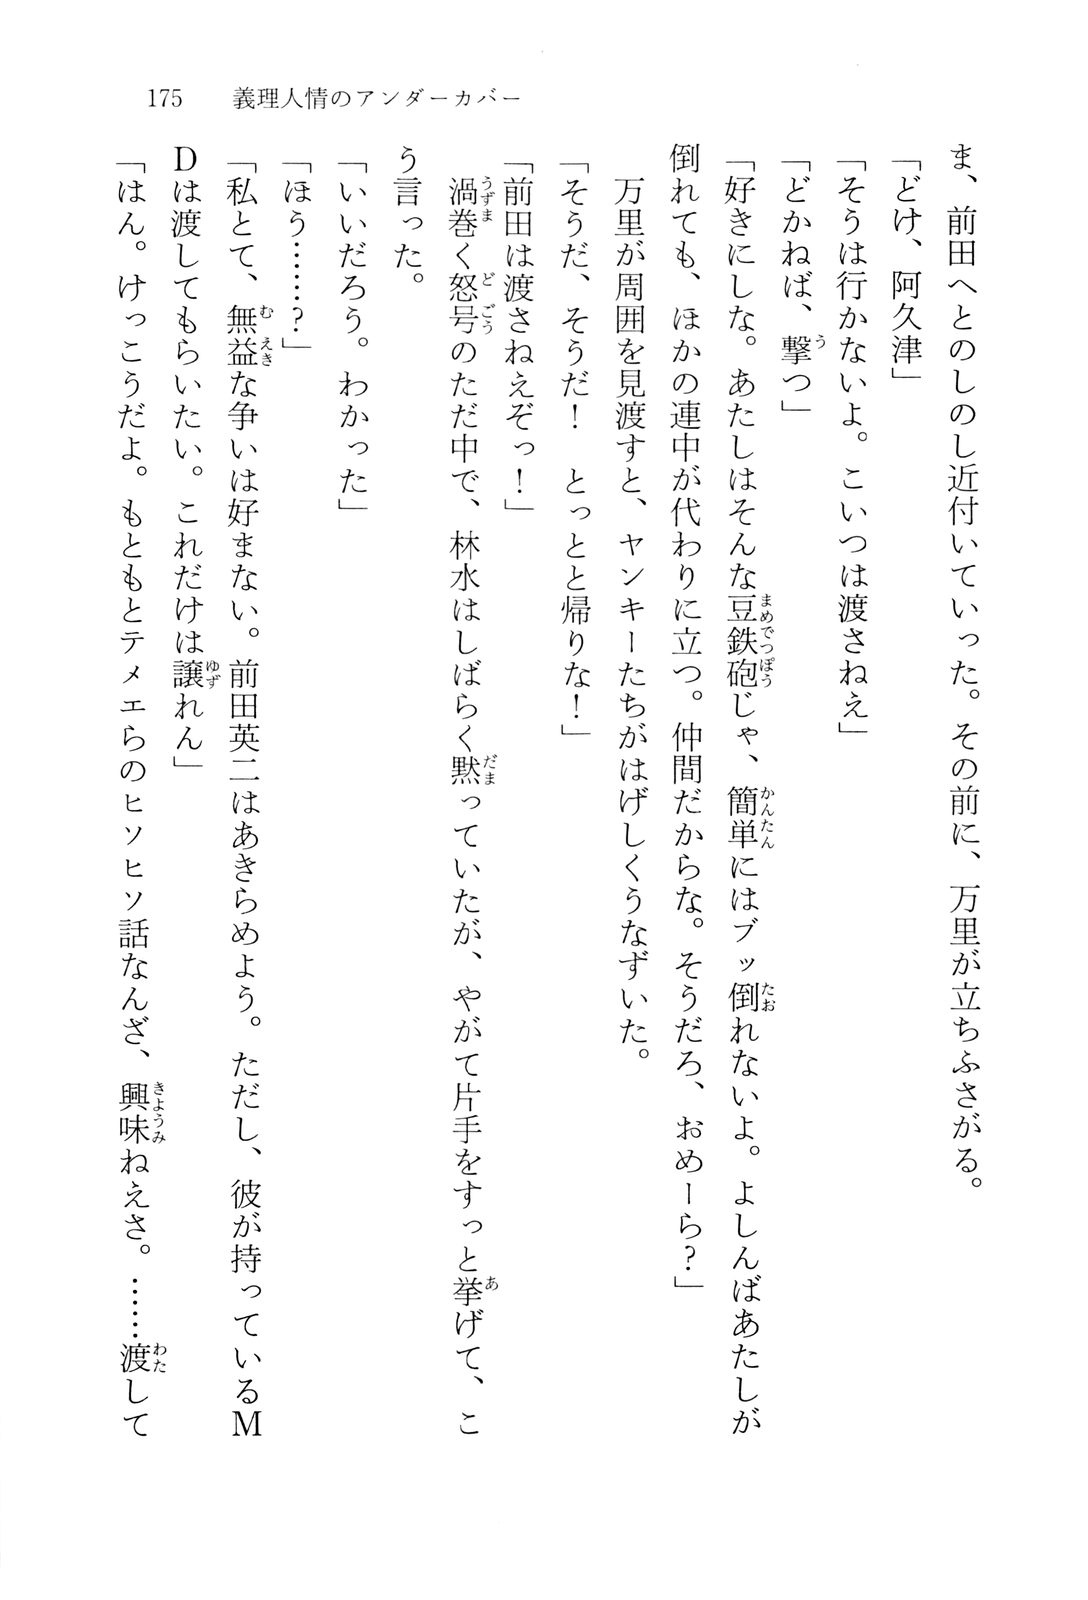 175　義理人情のアンダーカバー
ま、前田へとのしのし近付いていった。その前に、万里が立ちふさがる。
「どけ、阿久津」
「そうは行かないよ。こいつは渡さねえ」
「どかねば、撃つ」
「好きにしな。あたしはそんな豆鉄砲じゃ、簡単にはブッ倒れないよ。よしんばあたしが
倒れても、ほかの連中が代わりに立つ。仲間だからな。そうだろ、おめーら？」
　万里が周囲を見渡すと、ヤンキーたちがはげしくうなずいた。
「そうだ、そうだ！　とっとと帰りな！」
「前田は渡さねえぞっ！」
　渦巻く怒号のただ中で、林水はしばらく黙っていたが、やがて片手をすっと挙げて、こ
う言った。
「いいだろう。わかった」
「ほう……？」
「私とて、無益な争いは好まない。前田英二はあきらめよう。ただし、彼が持っているM
Dは渡してもらいたい。これだけは譲れん」
「はん。けっこうだよ。もともとテメエらのヒソヒソ話なんざ、興味ねえさ。……渡して